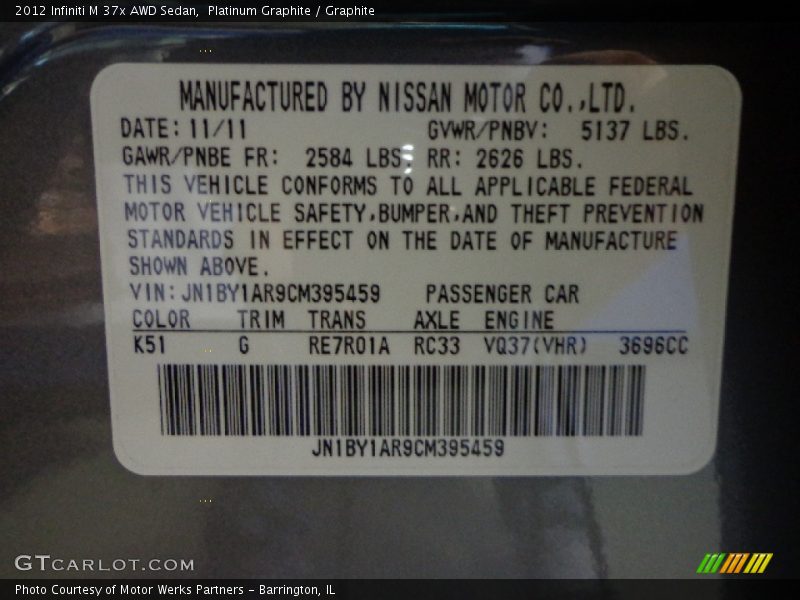 2012 Infiniti M 37x AWD Sedan, Platinum Graphite / Graphite
MANUFACTURED BY NISSAN MOTOR CO.,LTD.
DATE: 11/11 GVWR/PNBV: 5137 LBS.
GAWR/PNBE FR: 2584 LBS, RR: 2626 LBS.
THIS VEHICLE CONFORMS TO ALL APPLICABLE FEDERAL
MOTOR VEHICLE SAFETY,BUMPER,AND THEFT PREVENTION
STANDARDS IN EFFECT ON THE DATE OF MANUFACTURE
SHOWN ABOVE.
VIN: JN1BY1AR9CM395459 PASSENGER CAR
COLOR TRIM TRANS AXLE ENGINE
K51 G RE7R01A RC33 VQ37(VHR) 3696CC
JN1BY1AR9CM395459
GTCARLOT.COM
Photo Courtesy of Motor Werks Partners - Barrington, IL